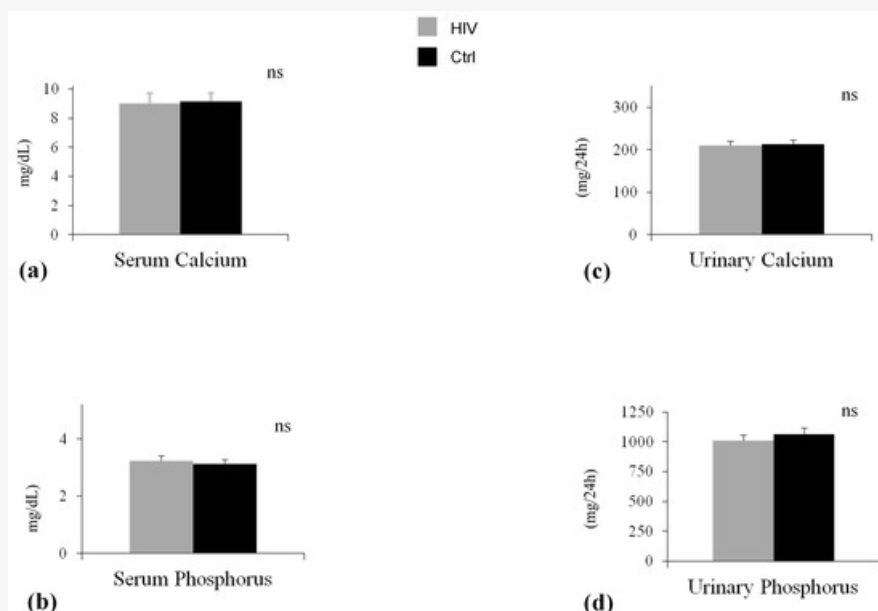 HIV
Ctrl
ns
10
8
6
4
2
0
mg/dL
Serum Calcium
(a)
ns
300
200
100
0
(mg/24h)
Urinary Calcium
(c)
ns
4
2
0
mg/dL
Serum Phosphorus
(b)
ns
1250
1000
750
500
250
0
(mg/24h)
Urinary Phosphorus
(d)